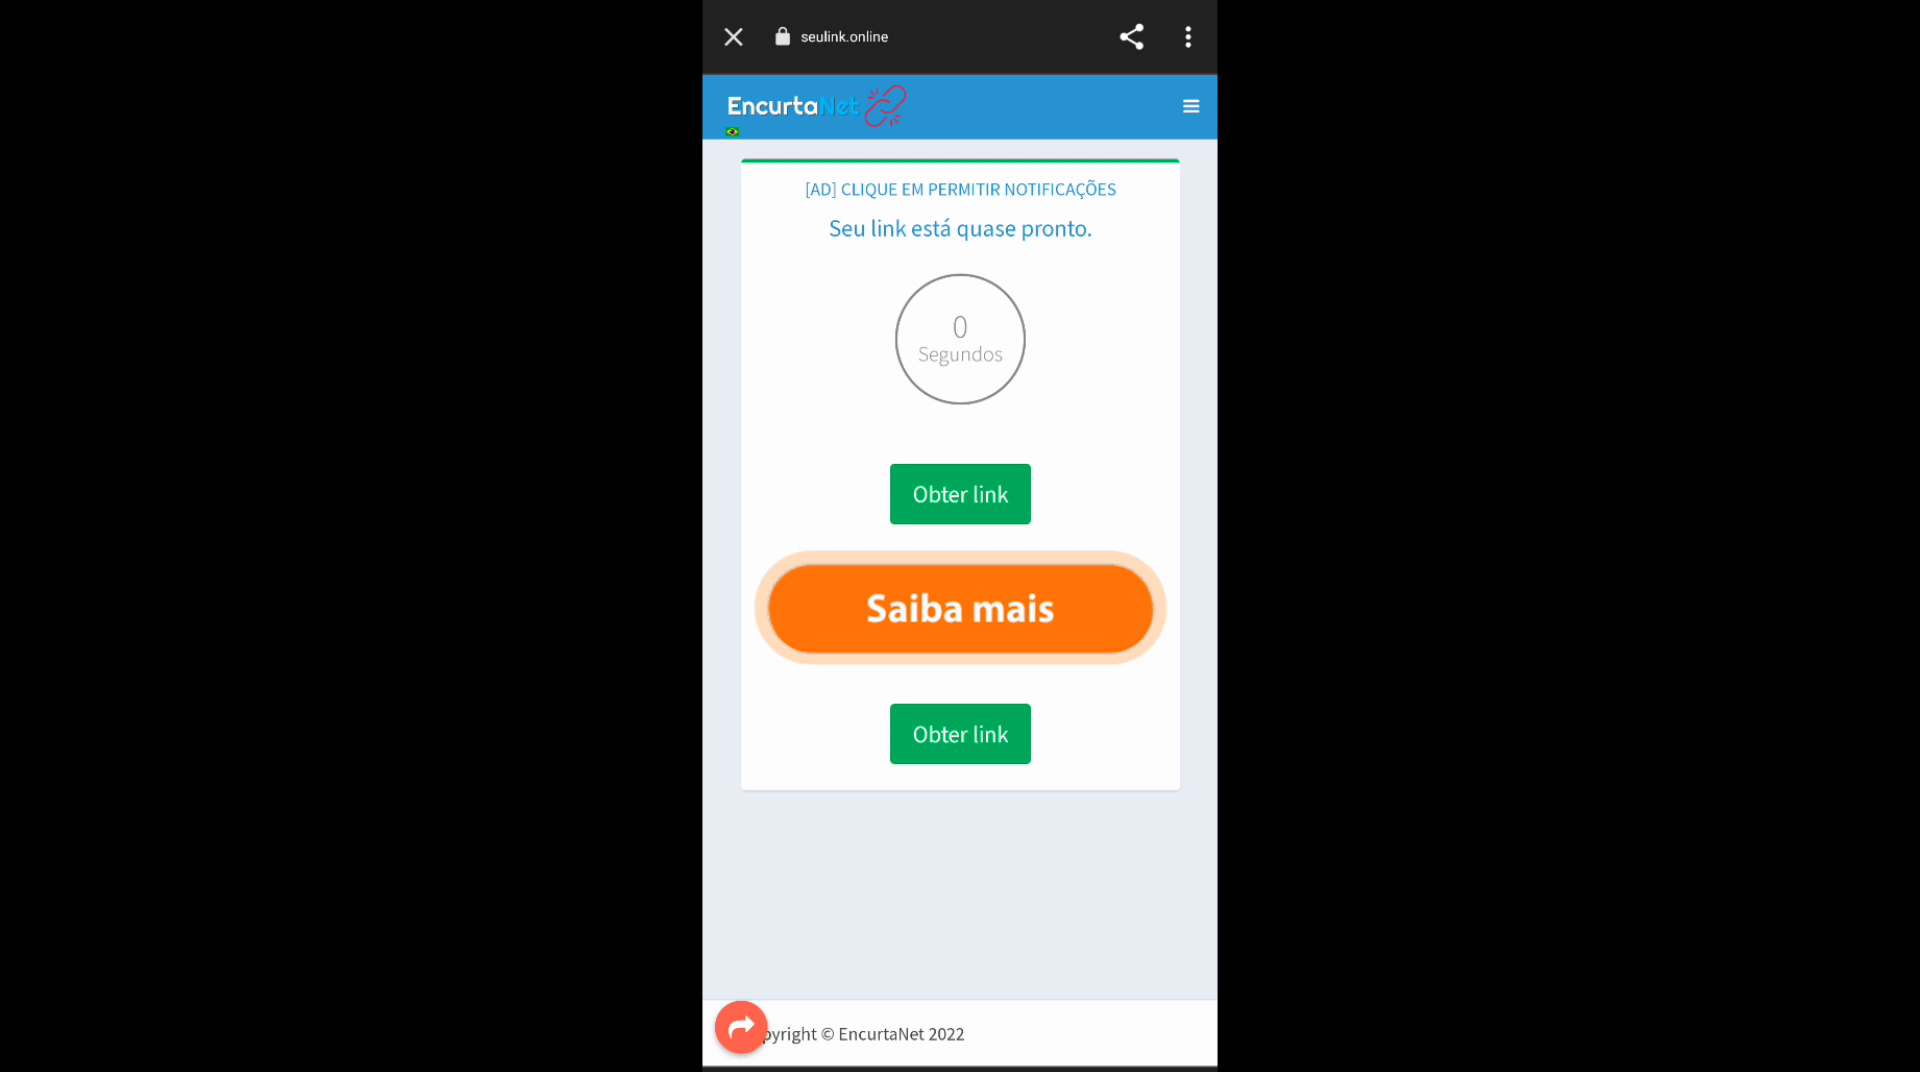 seulink.online
EncurtaNet
[AD] CLIQUE EM PERMITIR NOTIFICAÇÕES
Seu link está quase pronto.
0
Segundos
Obter link
Saiba mais
Obter link
pyright © EncurtaNet 2022